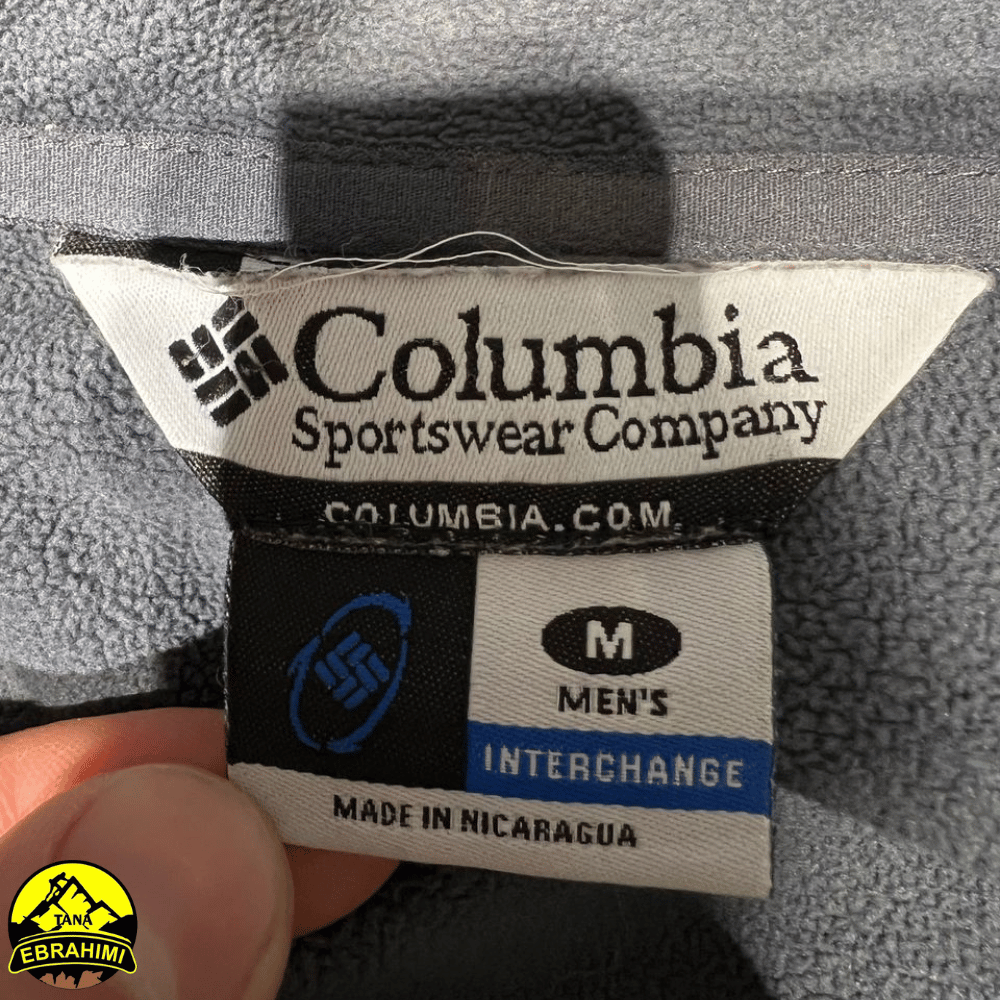 Columbia
Sportswear Company
COLUMBIA.COM
M
MEN'S
INTERCHANGE
MADE IN NICARAGUA
TANA
EBRAHIMI